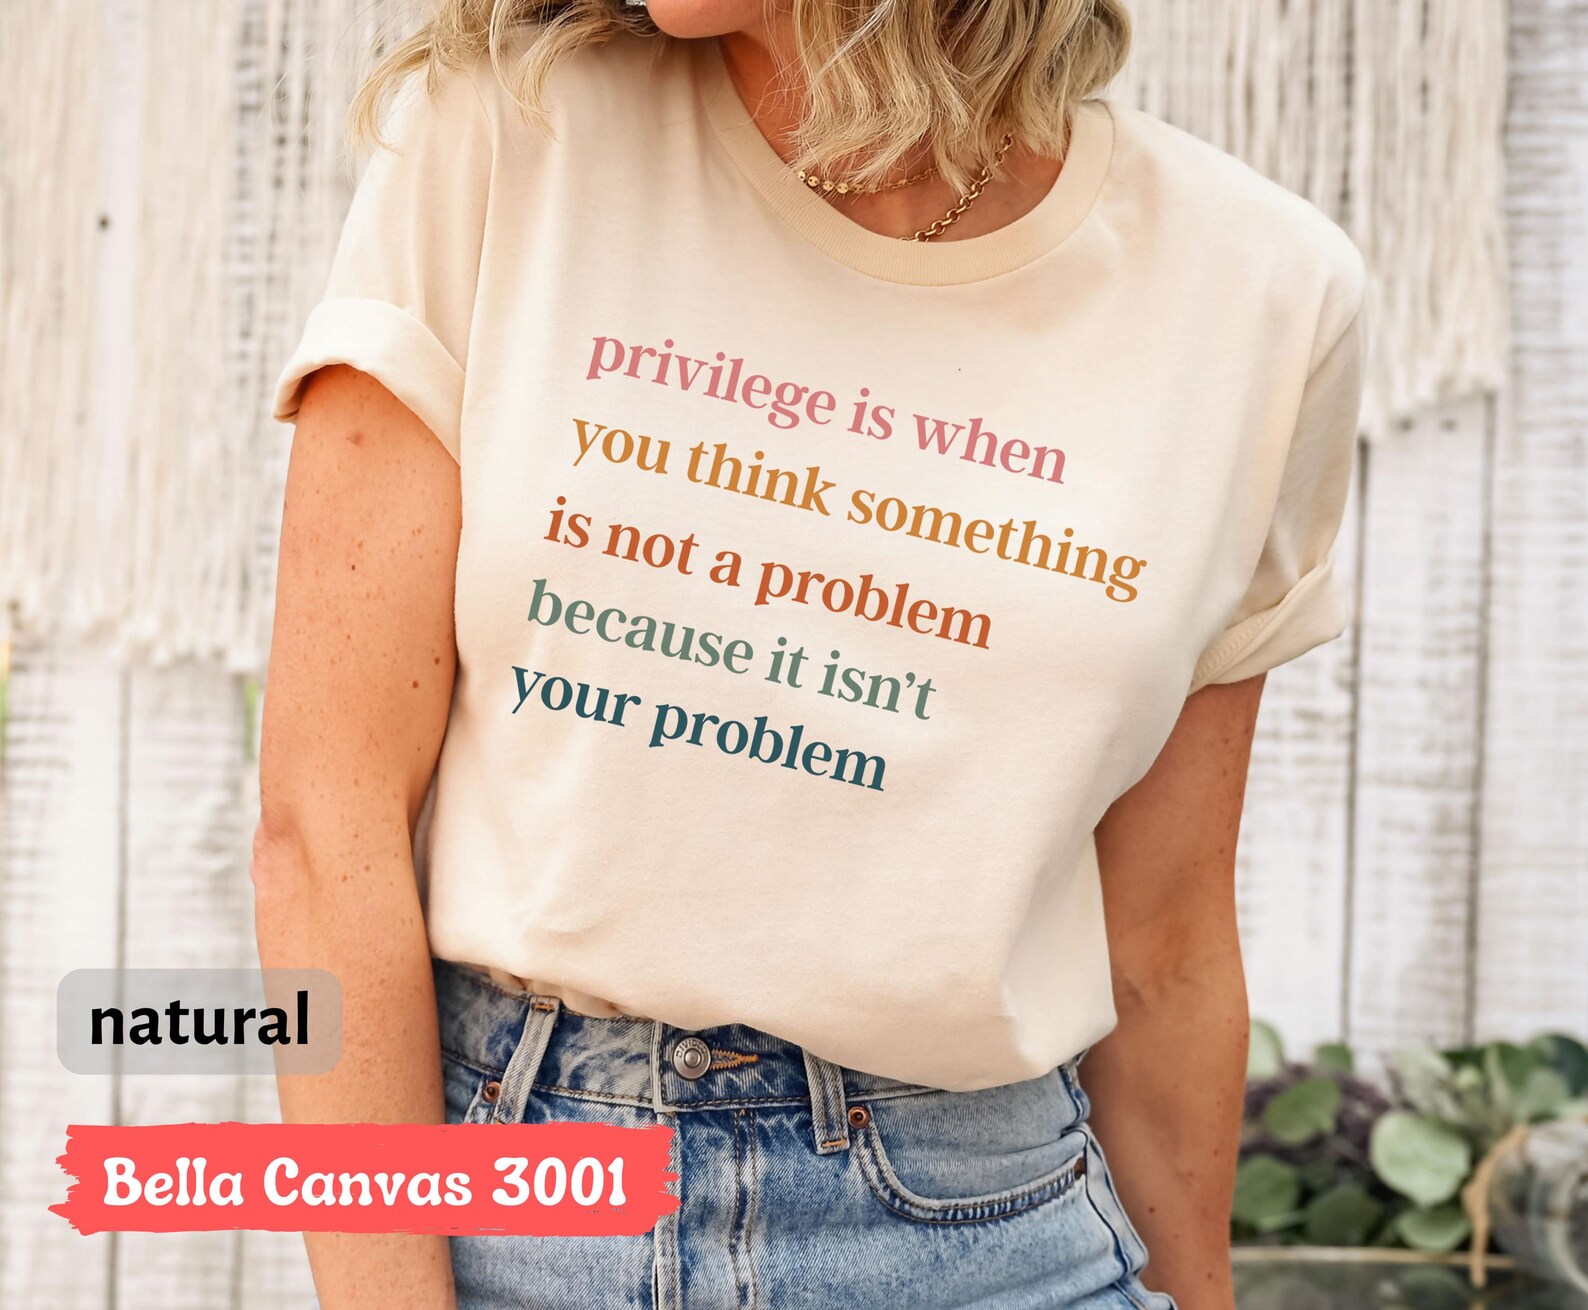 privilege is when
you think something
is not a problem
because it isn't
your problem
natural
Bella Canvas 3001